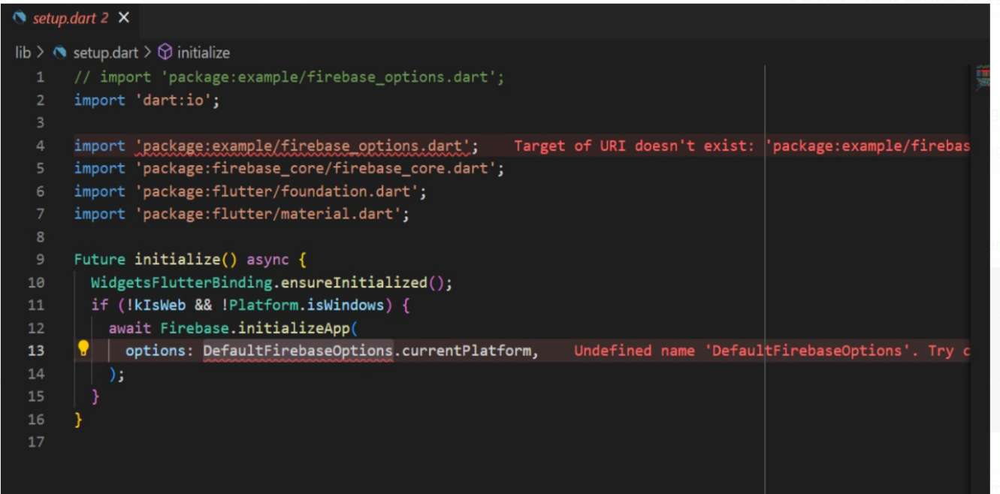 setup.dart 2 ✕
lib > setup.dart > initialize
1 // import 'package:example/firebase_options.dart';
2 import 'dart:io';
3
4 import 'package:example/firebase_options.dart'; Target of URI doesn't exist: 'package:example/firebas
5 import 'package:firebase_core/firebase_core.dart';
6 import 'package:flutter/foundation.dart';
7 import 'package:flutter/material.dart';
8
9 Future initialize() async {
10 WidgetsFlutterBinding.ensureInitialized();
11 if (!kIsWeb && !Platform.isWindows) {
12 await Firebase.initializeApp(
13 options: DefaultFirebaseOptions.currentPlatform, Undefined name 'DefaultFirebaseOptions'. Try c
14 );
15 }
16 }
17